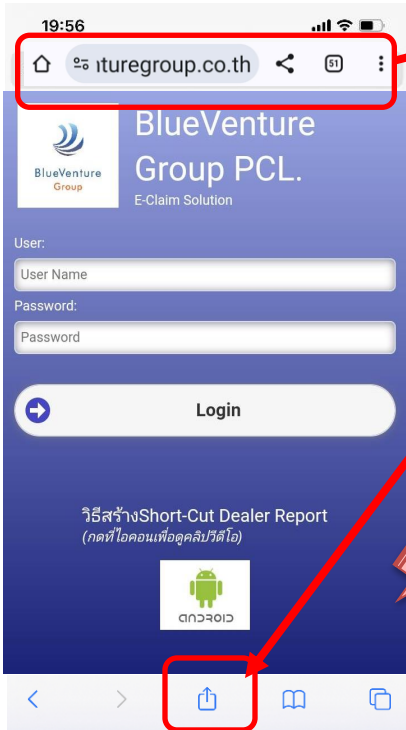 19:56
ıturegroup.co.th
51
BlueVenture
Group
BlueVenture
Group PCL.
E-Claim Solution
User:
User Name
Password:
Password
Login
วิธีสร้างShort-Cut Dealer Report
(กดที่ไอคอนเพื่อดูคลิปวีดีโอ)
ANDROID